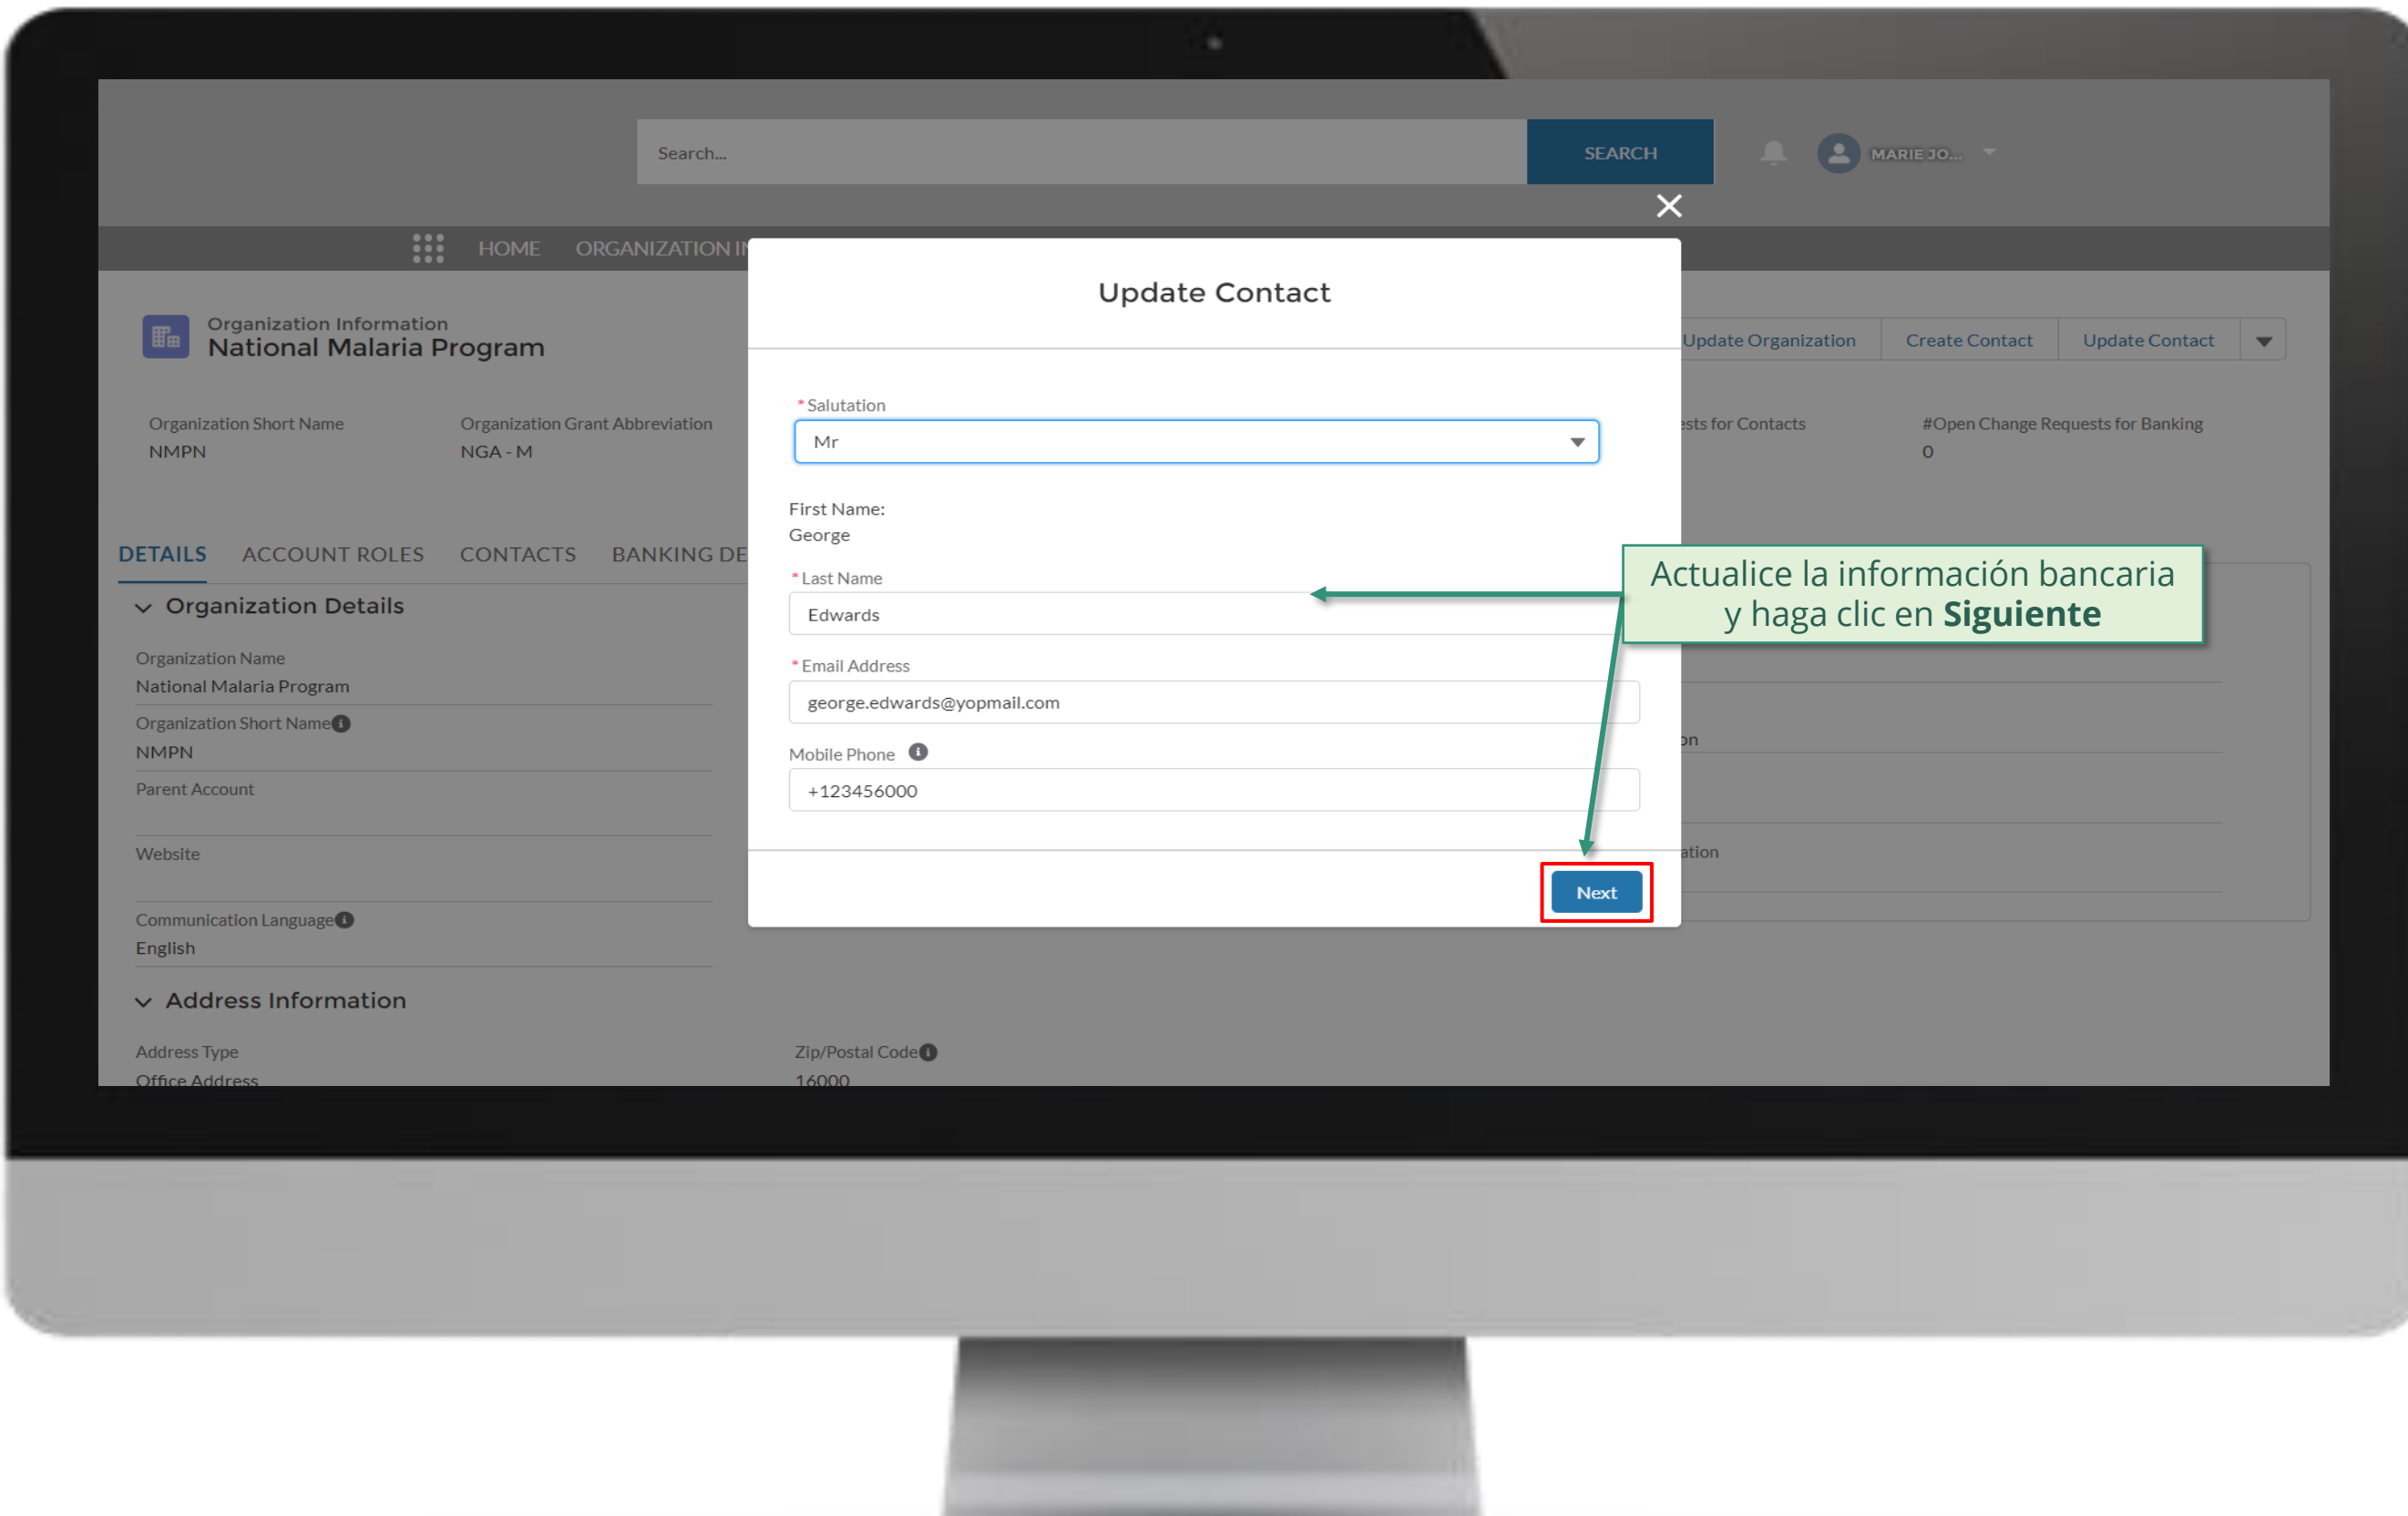 Search...
SEARCH
MARIE JO...
HOME ORGANIZATION IN
Organization Information
National Malaria Program
Update Organization Create Contact Update Contact
Organization Short Name Organization Grant Abbreviation
NMPN NGA - M
ests for Contacts #Open Change Requests for Banking
0
DETAILS ACCOUNT ROLES CONTACTS BANKING DE
Organization Details
Organization Name
National Malaria Program
Organization Short Name
NMPN
Parent Account
Website
Communication Language
English
Address Information
Address Type Zip/Postal Code
Office Address 16000
on
ation
Update Contact
*Salutation
Mr
First Name:
George
*Last Name
Edwards
*Email Address
george.edwards@yopmail.com
Mobile Phone
+123456000
Next
Actualice la información bancaria
y haga clic en Siguiente